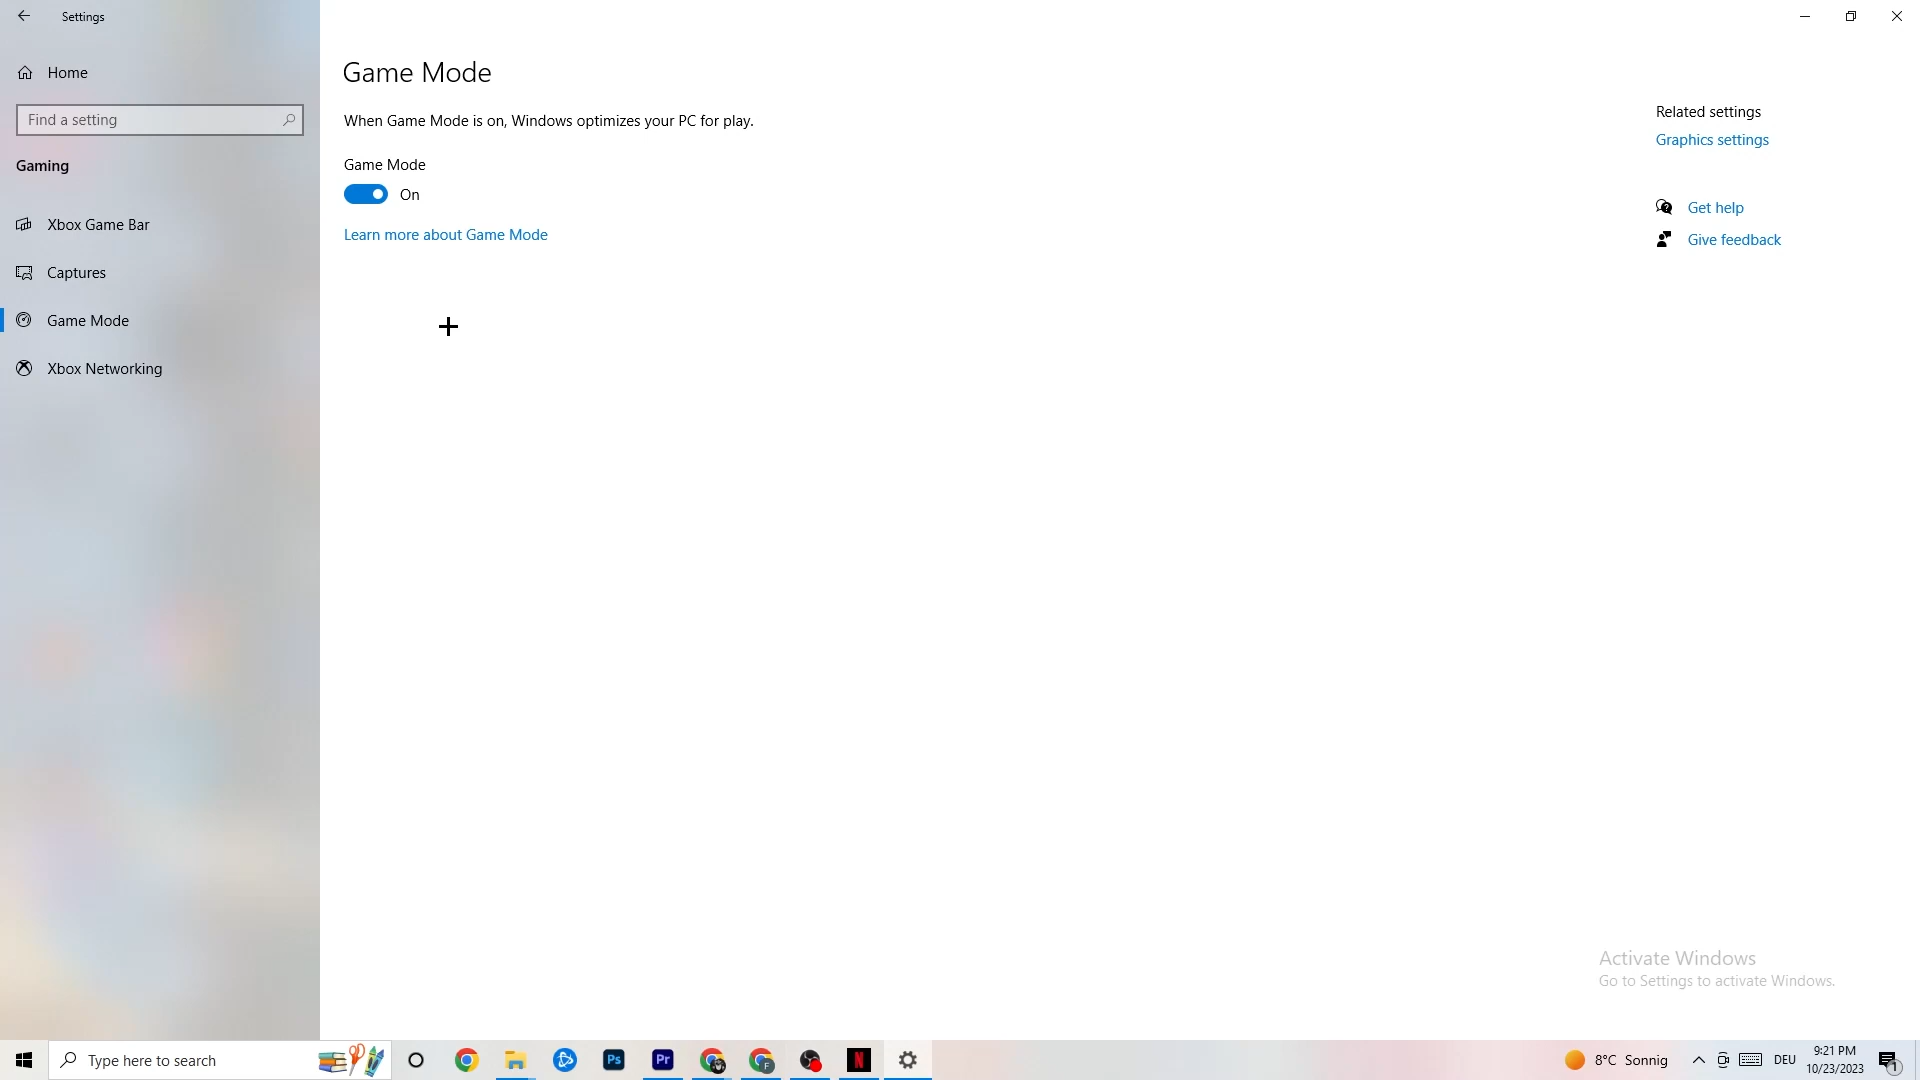 Settings
Home
Find a setting
Gaming
Xbox Game Bar
Captures
Game Mode
Xbox Networking
Game Mode
When Game Mode is on, Windows optimizes your PC for play.
Game Mode
On
Learn more about Game Mode
Related settings
Graphics settings
Get help
Give feedback
Activate Windows
Go to Settings to activate Windows.
Type here to search
Ps
Pr
F
N
8°C Sonnig
DEU
9:21 PM
10/23/2023
1